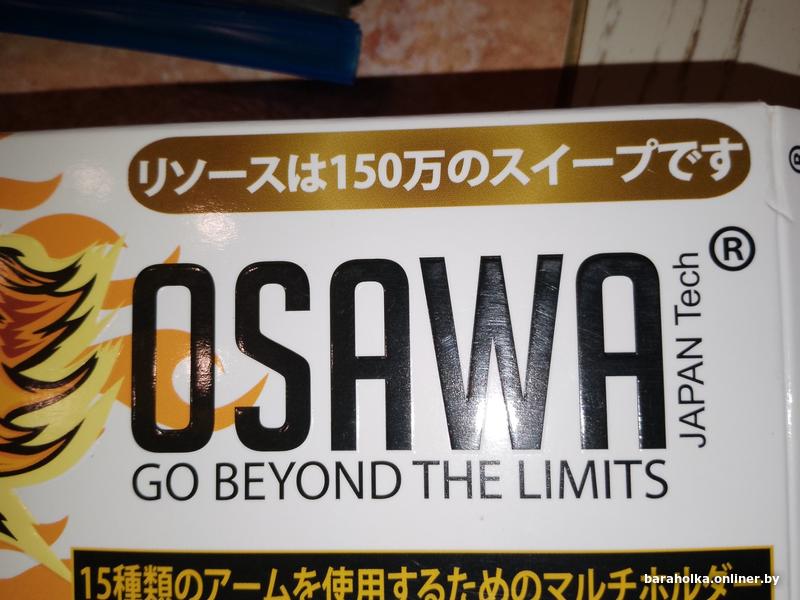 リソースは150万のスイープです
®
OSAWA
®
JAPAN Tech
GO BEYOND THE LIMITS
15種類のアームを使用するためのマルチホルダー
baraholka.onliner.by